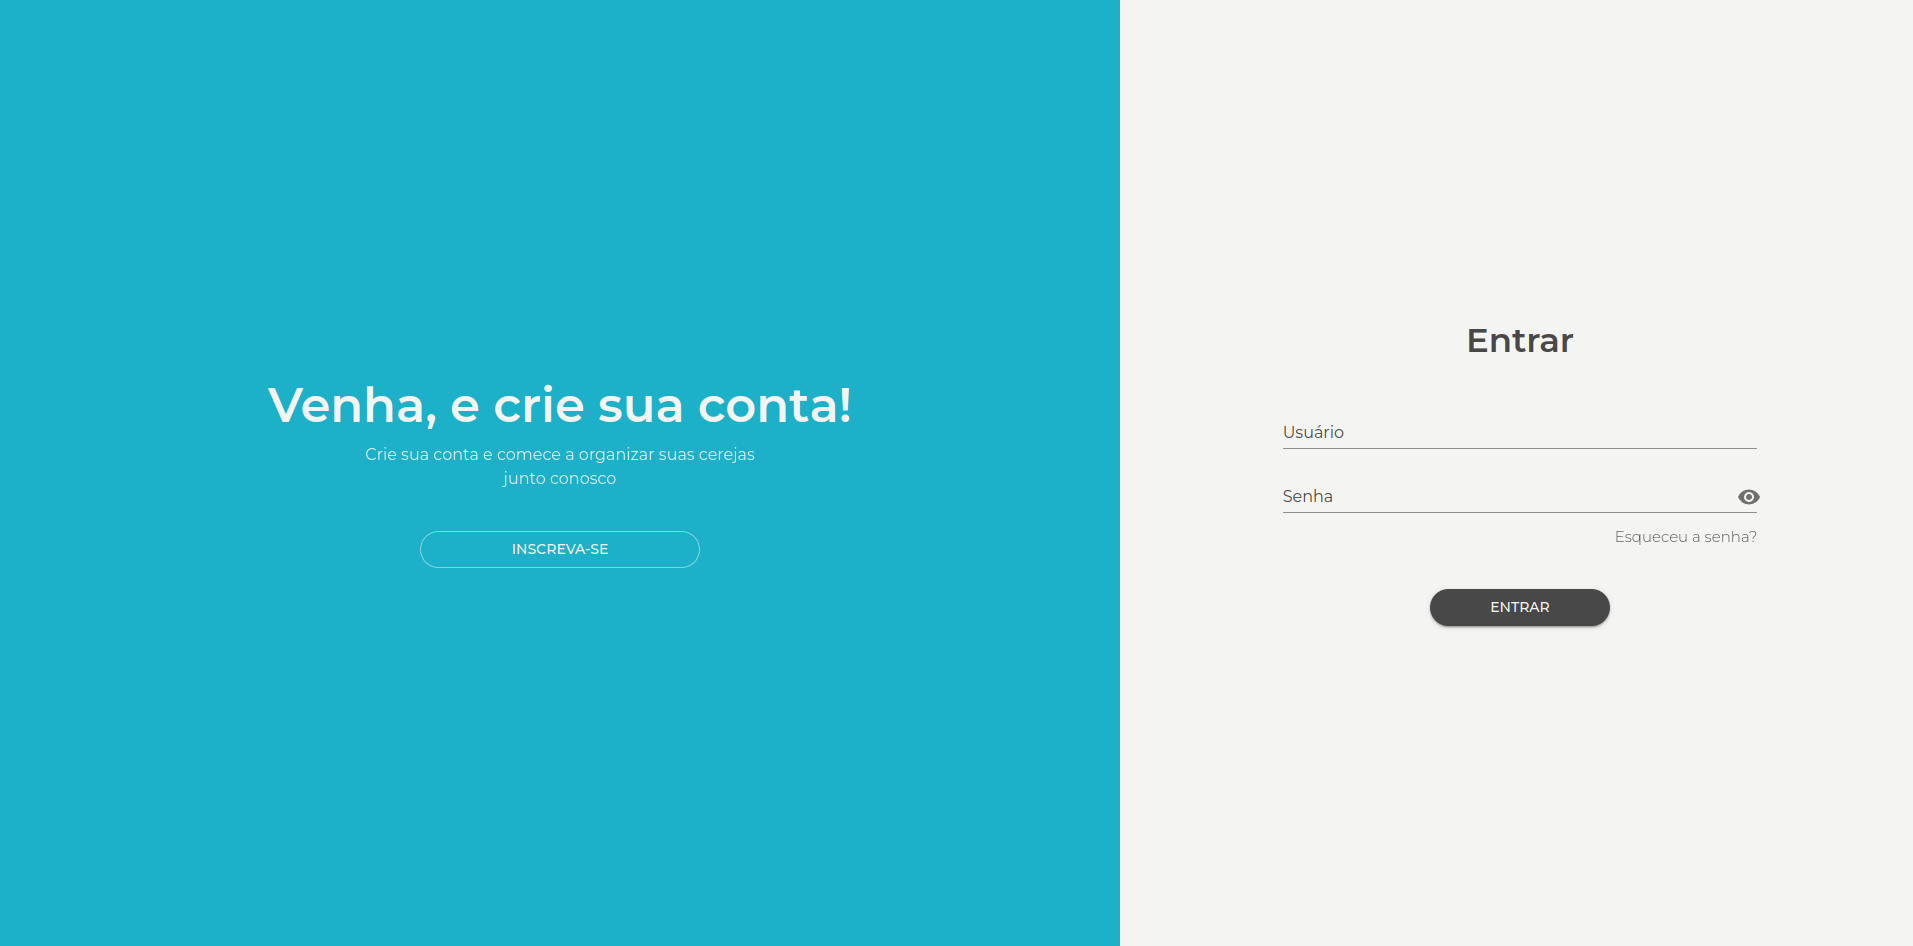 Venha, e crie sua conta!
Crie sua conta e comece a organizar suas cerejas
junto conosco
INSCREVA-SE
Entrar
Usuário
Senha
Esqueceu a senha?
ENTRAR